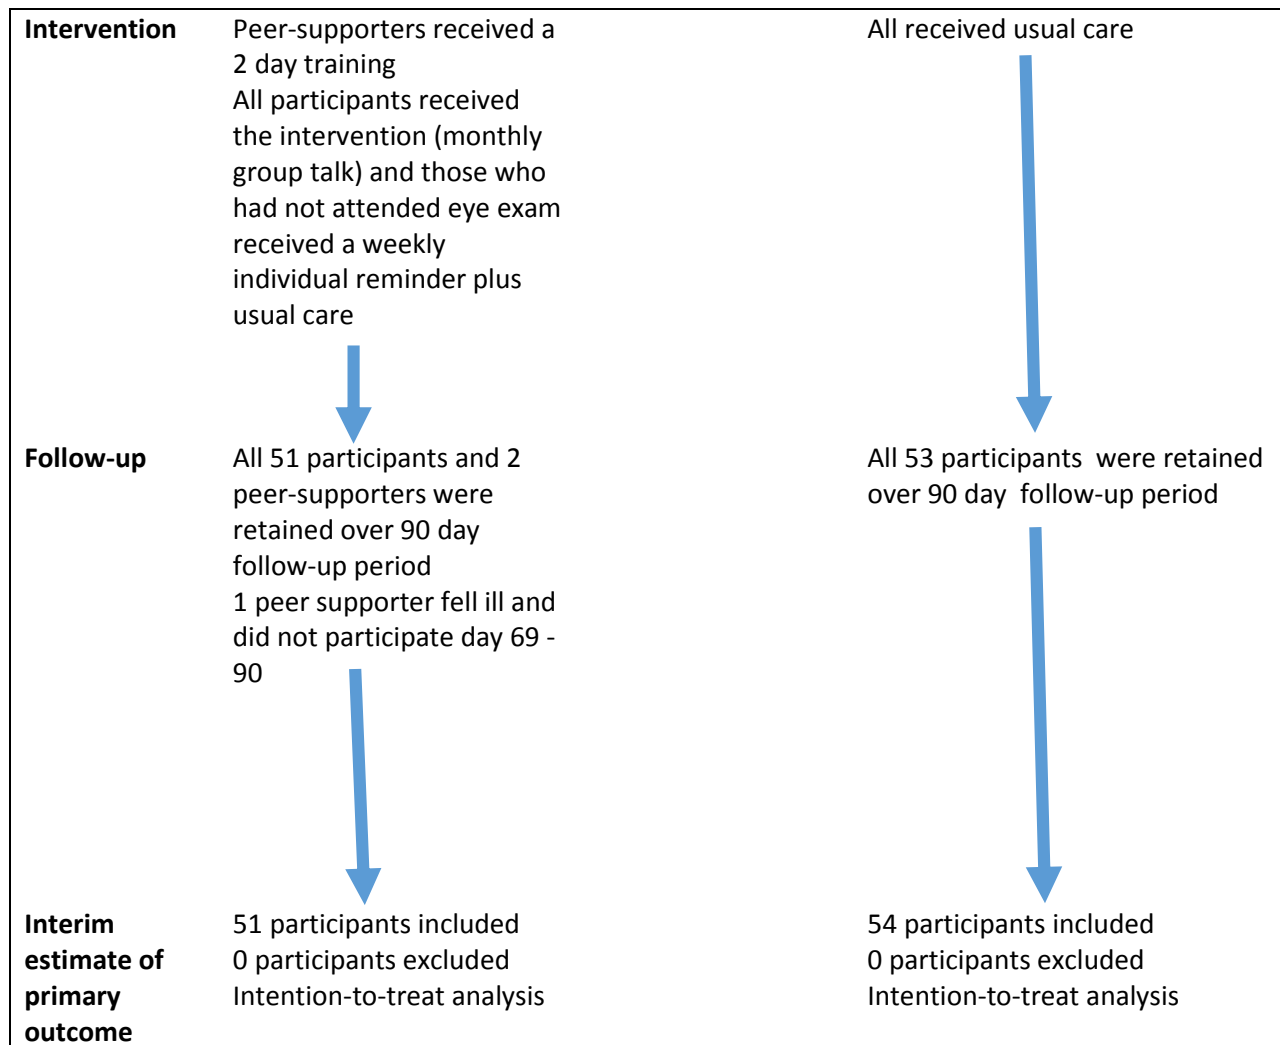 Intervention
Peer-supporters received a
2 day training
All participants received
the intervention (monthly
group talk) and those who
had not attended eye exam
received a weekly
individual reminder plus
usual care
All received usual care
Follow-up
All 51 participants and 2
peer-supporters were
retained over 90 day
follow-up period
1 peer supporter fell ill and
did not participate day 69 -
90
All 53 participants  were retained
over 90 day  follow-up period
Interim
estimate of
primary
outcome
51 participants included
0 participants excluded
Intention-to-treat analysis
54 participants included
0 participants excluded
Intention-to-treat analysis